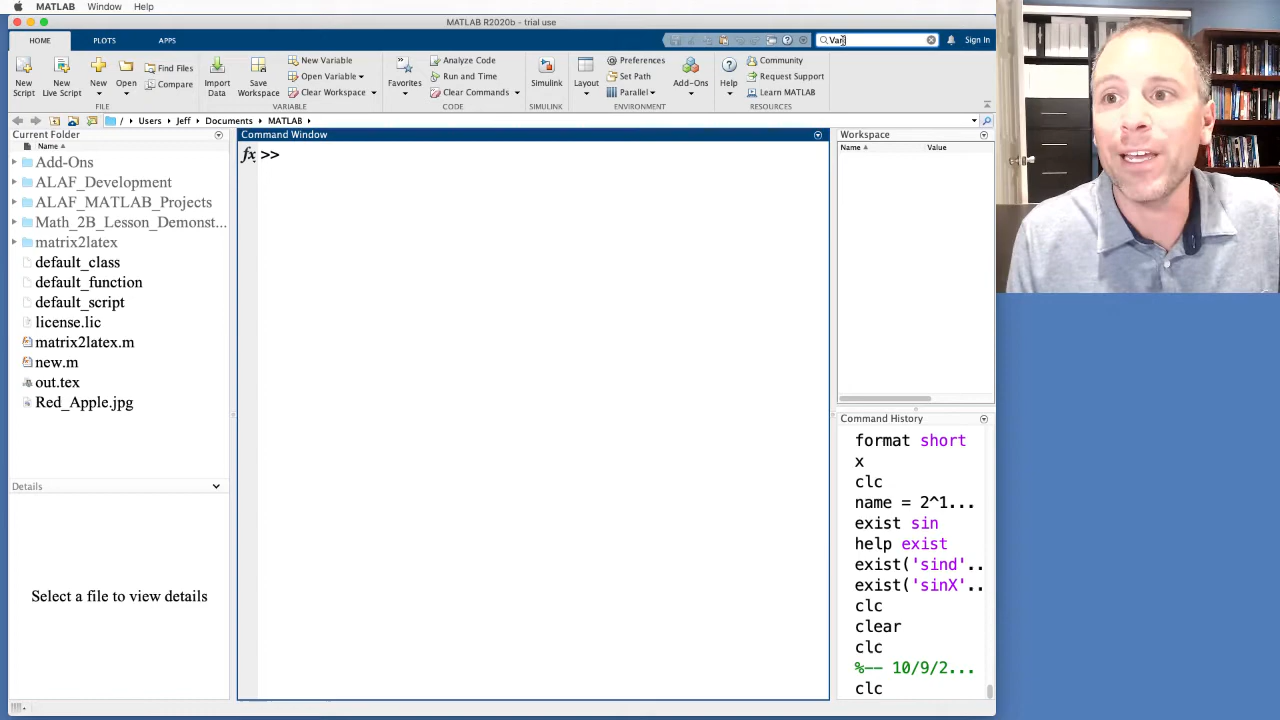 MATLAB Window Help
MATLAB R2020b - trial use
HOME PLOTS APPS
Sign In
New Script
New Live Script
New
Open
Find Files
Compare
FILE
Import Data
Save Workspace
New Variable
Open Variable
Clear Workspace
VARIABLE
Favorites
Analyze Code
Run and Time
Clear Commands
CODE
Simulink
SIMULINK
Layout
Preferences
Set Path
Parallel
Add-Ons
ENVIRONMENT
Help
Community
Request Support
Learn MATLAB
RESOURCES
/ Users Jeff Documents MATLAB
Current Folder
Name
Add-Ons
ALAF_Development
ALAF_MATLAB_Projects
Math_2B_Lesson_Demonst...
matrix2latex
default_class
default_function
default_script
license.lic
matrix2latex.m
new.m
out.tex
Red_Apple.jpg
Details
Select a file to view details
Command Window
fx >>
Workspace
Name Value
Command History
format short
x
clc
name = 2^1...
exist sin
help exist
exist('sind'..
exist('sinX'..
clc
clear
clc
%-- 10/9/2...
clc